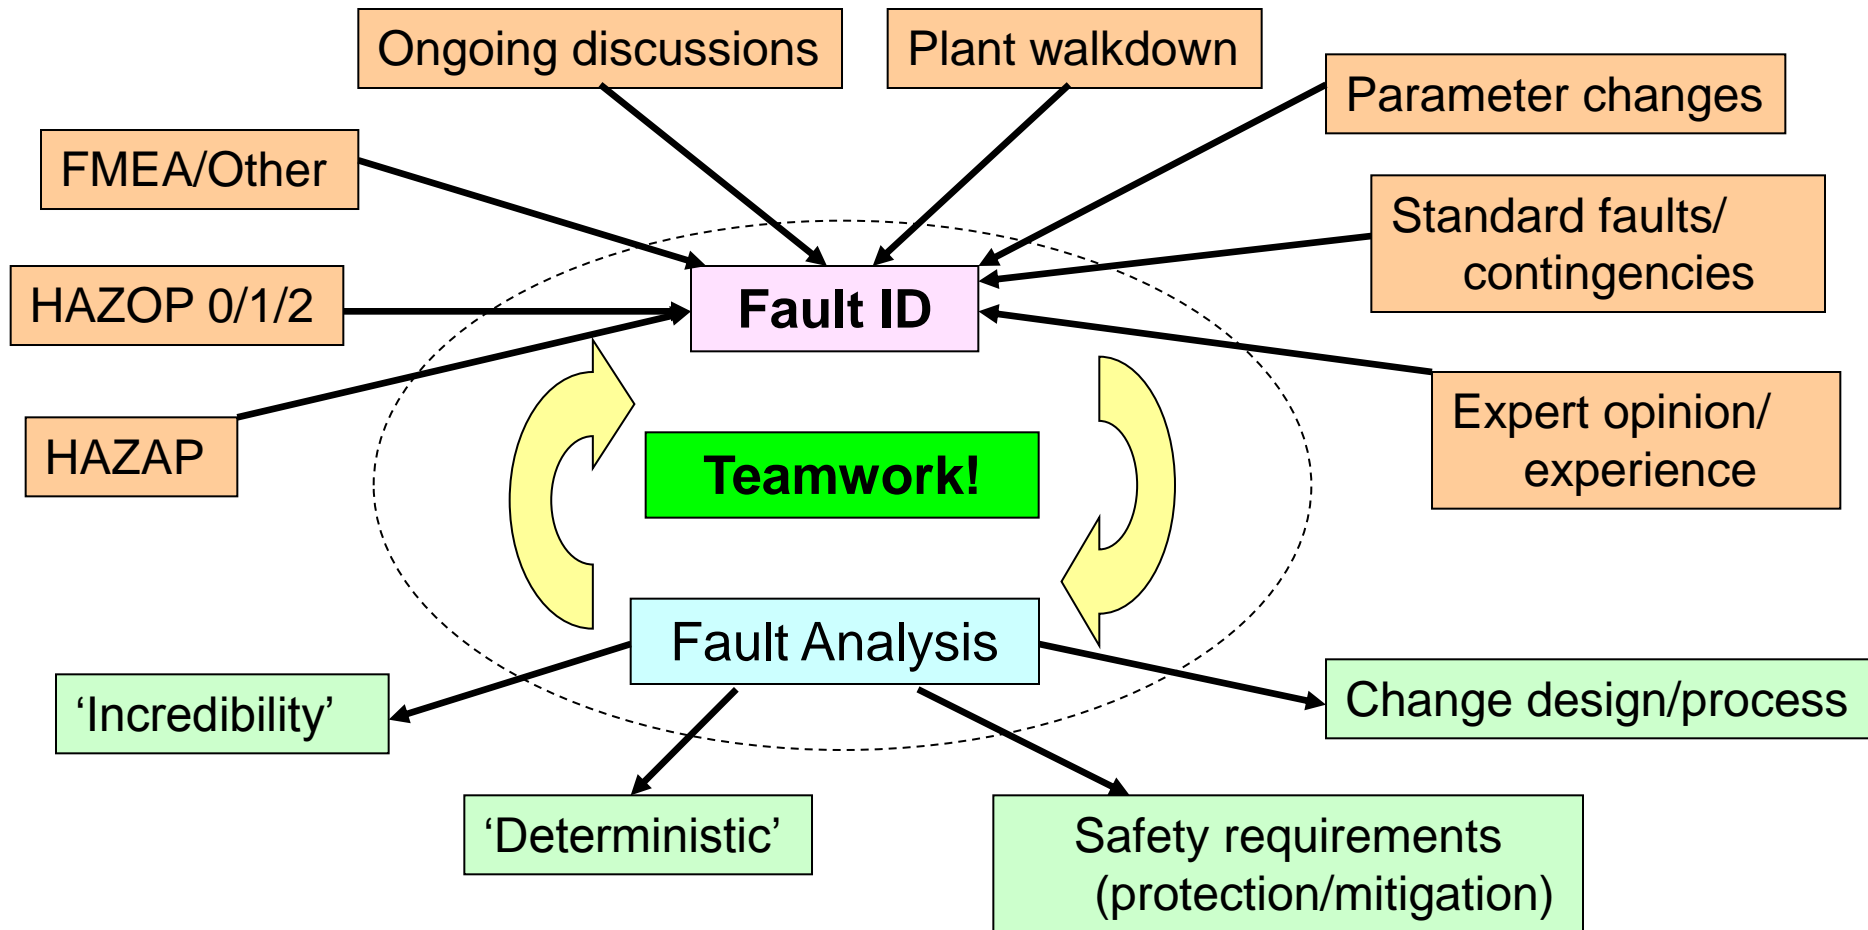 Ongoing discussions
Plant walkdown
Parameter changes
FMEA/Other
Standard faults/
contingencies
HAZOP 0/1/2
Fault ID
Expert opinion/
experience
HAZAP
Teamwork!
Fault Analysis
‘Incredibility’
Change design/process
‘Deterministic’
Safety requirements
(protection/mitigation)